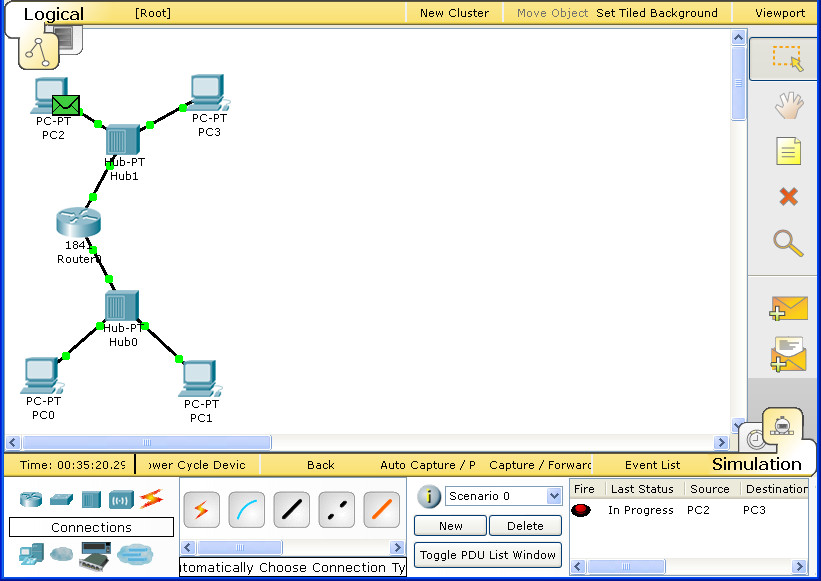 Logical [Root] New Cluster Move Object Set Tiled Background Viewport
PC-PT
PC2
PC-PT
PC3
Hub-PT
Hub1
1841
Router0
Hub-PT
Hub0
PC-PT
PC0
PC-PT
PC1
Time: 00:35:20.29 ower Cycle Devic Back Auto Capture / P Capture / Forward Event List Simulation
Scenario 0
Fire Last Status Source Destination
In Progress PC2 PC3
Connections
New Delete
Toggle PDU List Window
utomatically Choose Connection Ty